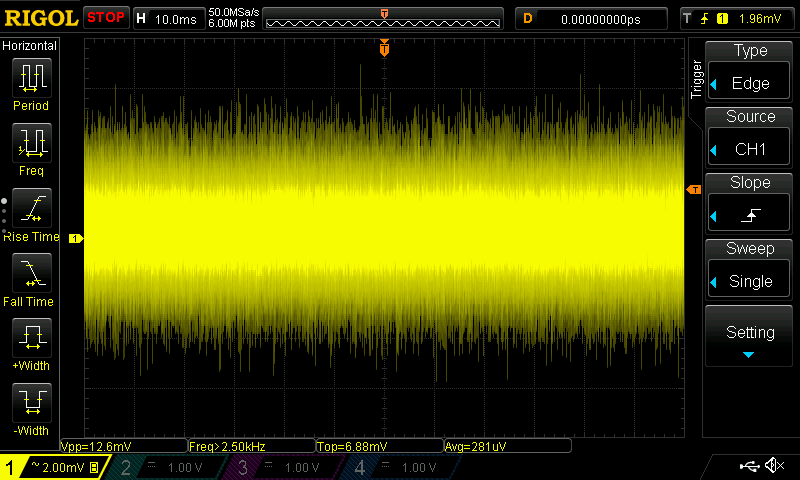 RIGOL STOP H 10.0ms 50.0MSa/s 6.00M pts T D 0.00000000ps T 1 1.96mV
Horizontal
Period
Freq
Rise Time
Fall Time
+Width
-Width
T
1
T
Trigger
Type
Edge
Source
CH1
Slope
Sweep
Single
Setting
Vpp=12.6mV Freq>2.50kHz Top=6.88mV Avg=281uV
1 ~ 2.00mV B 2 1.00 V 3 1.00 V 4 1.00 V